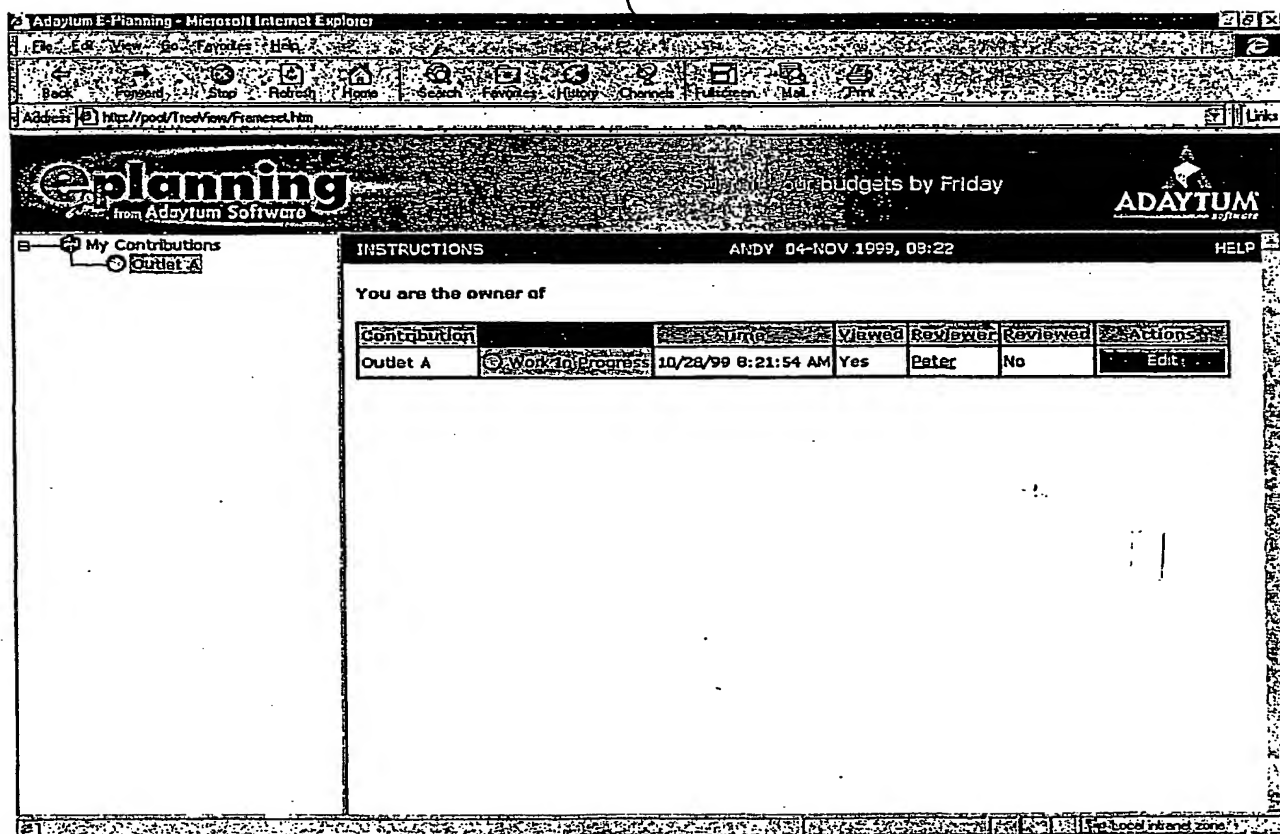 Adaytum E-Planning - Microsoft Internet Explorer
File Edit View Go Favorites Help
Back Forward Stop Refresh Home Search Favorites History Channels Fullscreen Mail Print
Address http://pool/TreeView/Frameset.htm Links
eplanning
from Adaytum Software
our budgets by Friday
ADAYTUM
software
My Contributions
Outlet A
INSTRUCTIONS ANDY 04-NOV 1999, 08:22 HELP
You are the owner of
Contribution Time Viewed Reviewer Reviewed Actions
Outlet A Work In Progress 10/28/99 8:21:54 AM Yes Peter No Edit
Local intranet zone